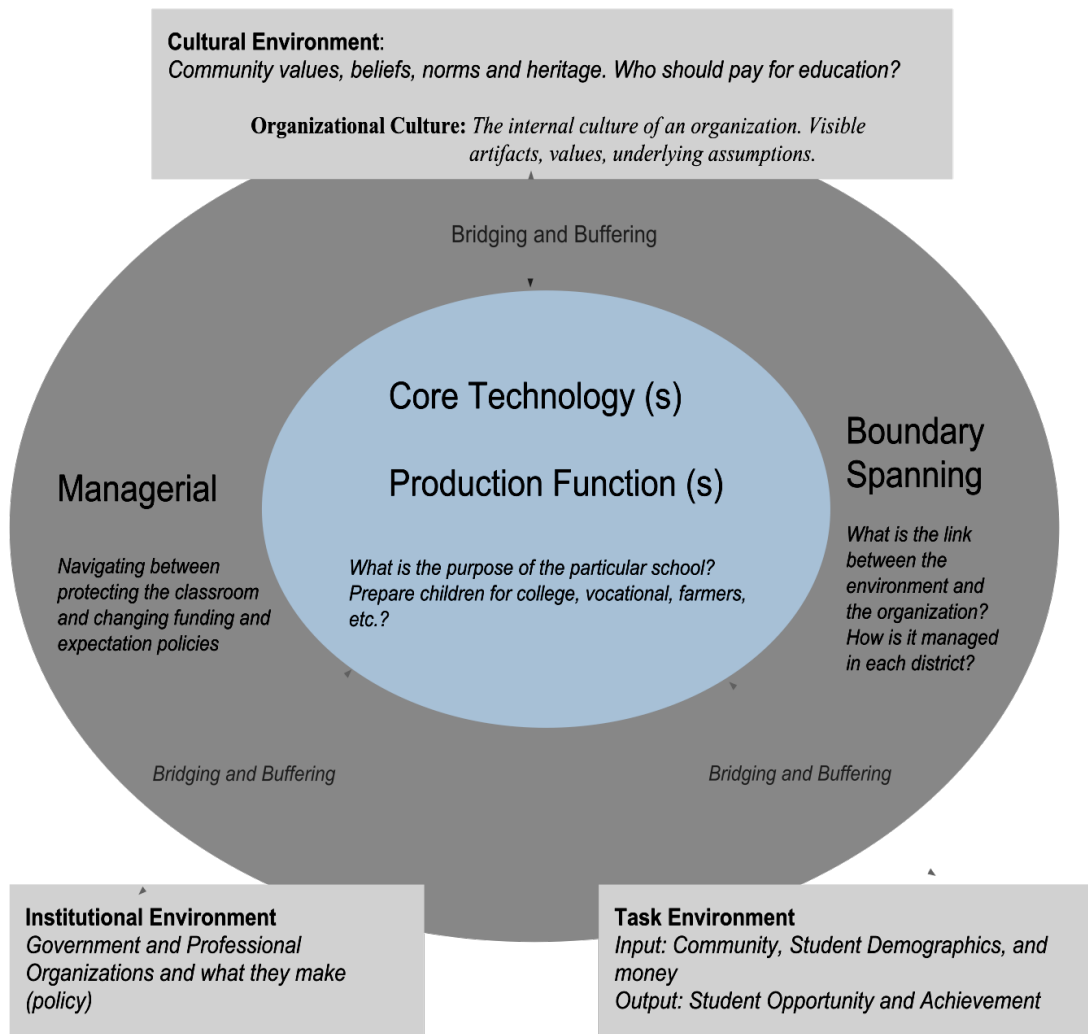 Cultural Environment:
Community values, beliefs, norms and heritage. Who should pay for education?
Organizational Culture: The internal culture of an organization. Visible
artifacts, values, underlying assumptions.
Bridging and Buffering
Core Technology (s)
Production Function (s)
What is the purpose of the particular school?
Prepare children for college, vocational, farmers,
etc.?
Managerial
Navigating between
protecting the classroom
and changing funding and
expectation policies
Boundary
Spanning
What is the link
between the
environment and
the organization?
How is it managed
in each district?
Bridging and Buffering
Bridging and Buffering
Institutional Environment
Government and Professional
Organizations and what they make
(policy)
Task Environment
Input: Community, Student Demographics, and
money
Output: Student Opportunity and Achievement